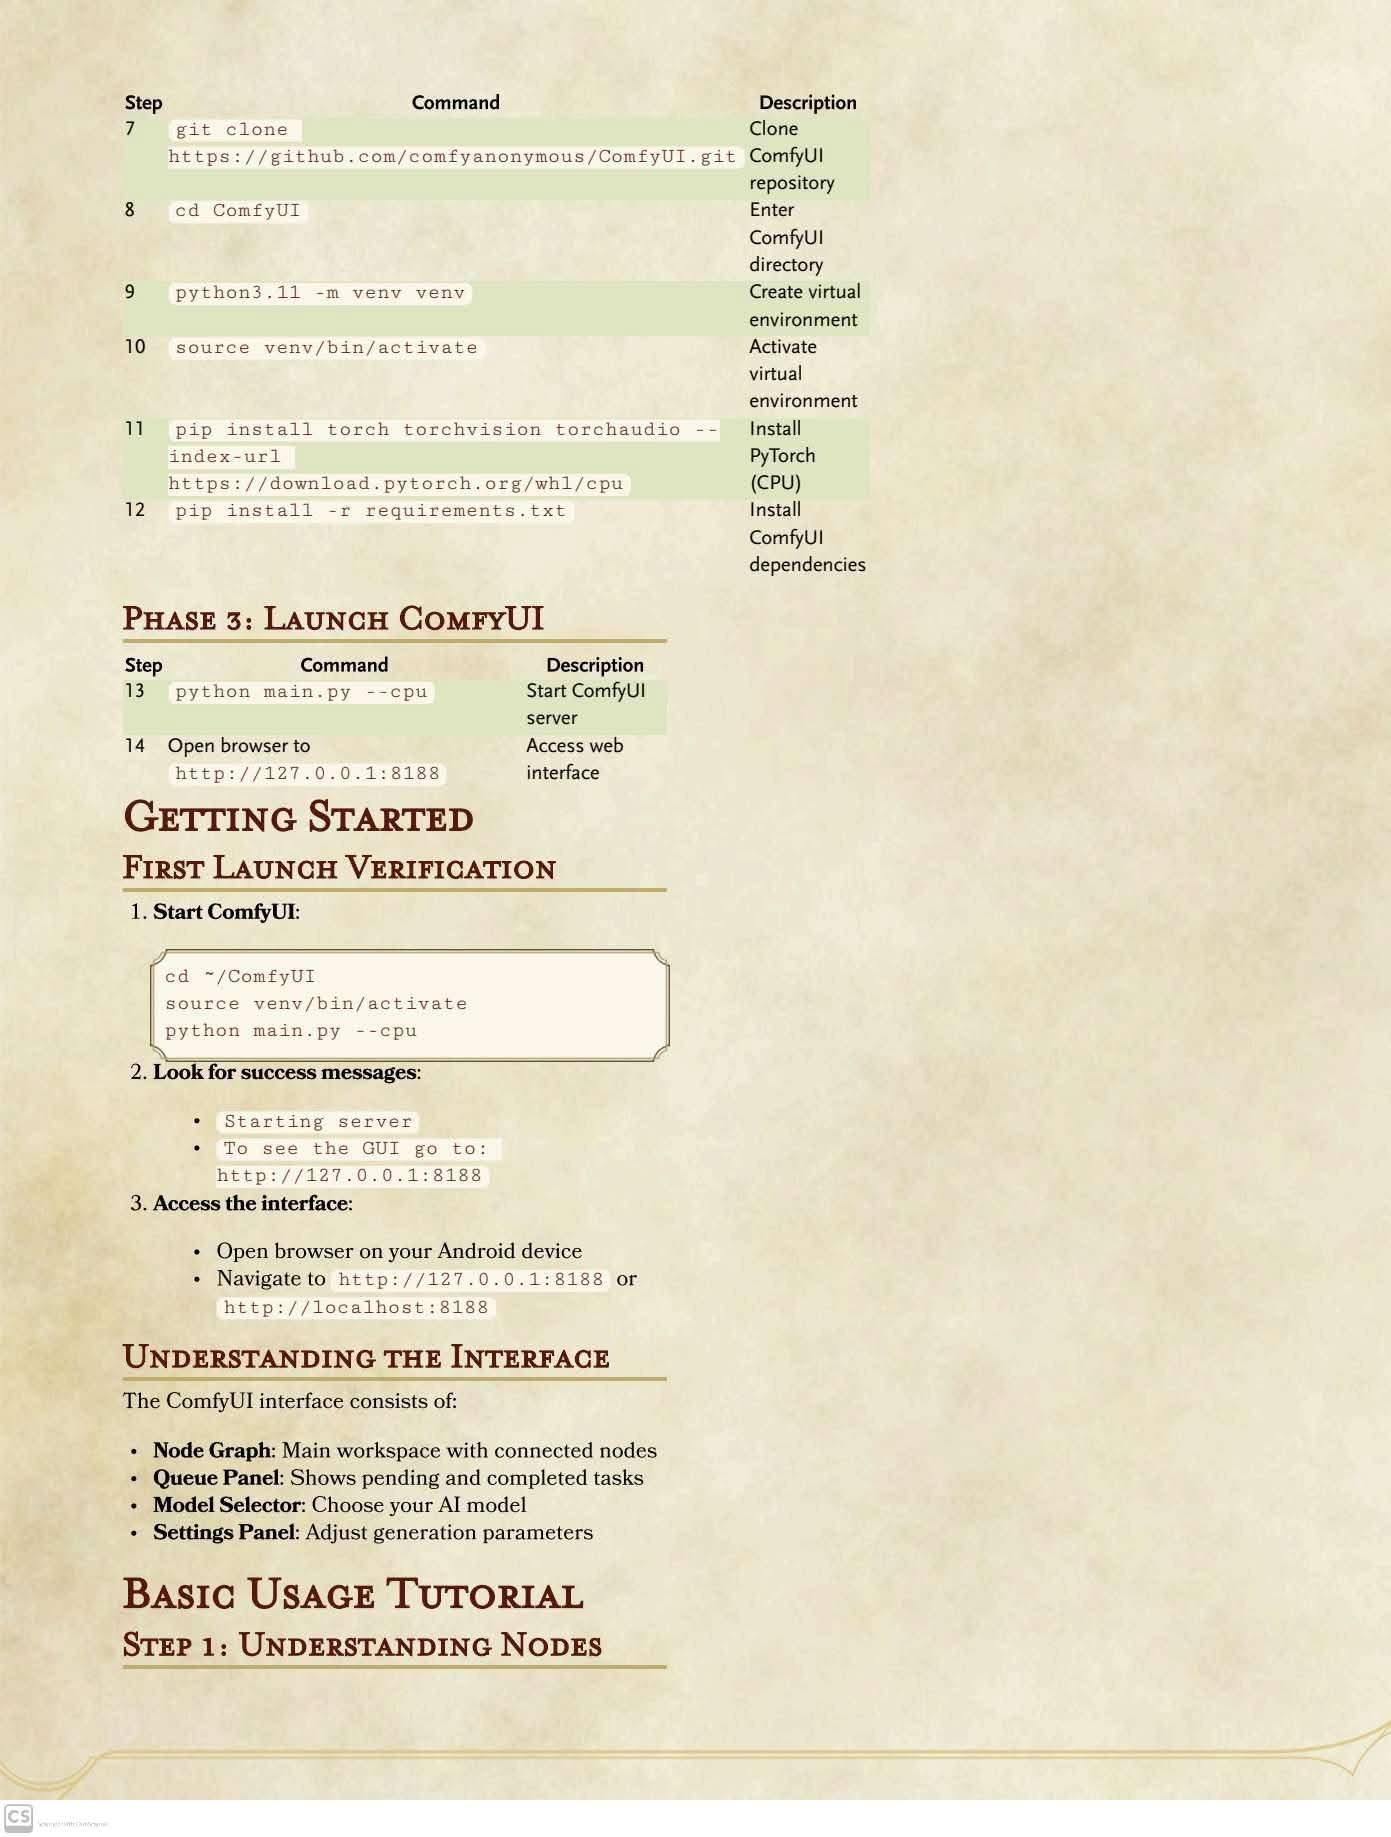 Step Command Description
7 git clone Clone
https://github.com/comfyanonymous/ComfyUI.git ComfyUI
repository
8 cd ComfyUI Enter
ComfyUI
directory
9 python3.11 -m venv venv Create virtual
environment
10 source venv/bin/activate Activate
virtual
environment
11 pip install torch torchvision torchaudio -- Install
index-url PyTorch
https://download.pytorch.org/whl/cpu (CPU)
12 pip install -r requirements.txt Install
ComfyUI
dependencies
Phase 3: Launch ComfyUI
Step Command Description
13 python main.py --cpu Start ComfyUI
server
14 Open browser to Access web
http://127.0.0.1:8188 interface
Getting Started
First Launch Verification
1. Start ComfyUI:
cd ~/ComfyUI
source venv/bin/activate
python main.py --cpu
2. Look for success messages:
• Starting server
• To see the GUI go to:
http://127.0.0.1:8188
3. Access the interface:
• Open browser on your Android device
• Navigate to http://127.0.0.1:8188 or
http://localhost:8188
Understanding the Interface
The ComfyUI interface consists of:
• Node Graph: Main workspace with connected nodes
• Queue Panel: Shows pending and completed tasks
• Model Selector: Choose your AI model
• Settings Panel: Adjust generation parameters
Basic Usage Tutorial
Step 1: Understanding Nodes
CS